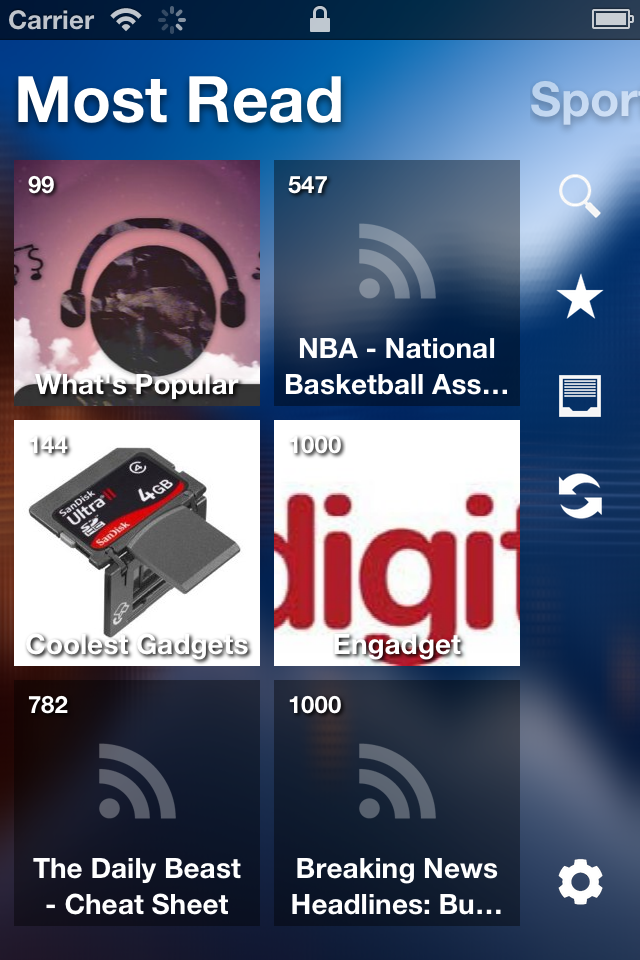 Carrier
Most Read
Spor
99
What's Popular
547
NBA - National
Basketball Ass...
144
SanDisk
Ultra II
4
4GB
SanDisk
Coolest Gadgets
1000
digit
Engadget
782
The Daily Beast
- Cheat Sheet
1000
Breaking News
Headlines: Bu...